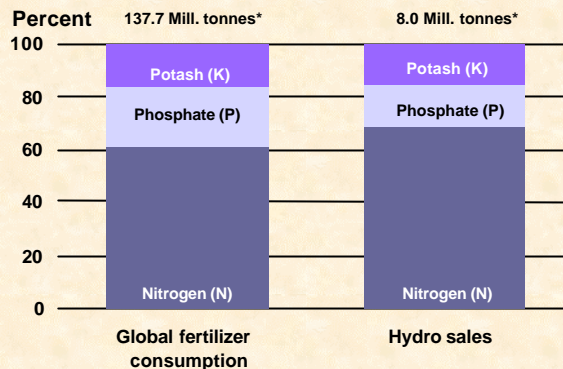 Percent
137.7 Mill. tonnes*
8.0 Mill. tonnes*
100
80
60
40
20
0
Potash (K)
Phosphate (P)
Nitrogen (N)
Potash (K)
Phosphate (P)
Nitrogen (N)
Global fertilizer
consumption
Hydro sales